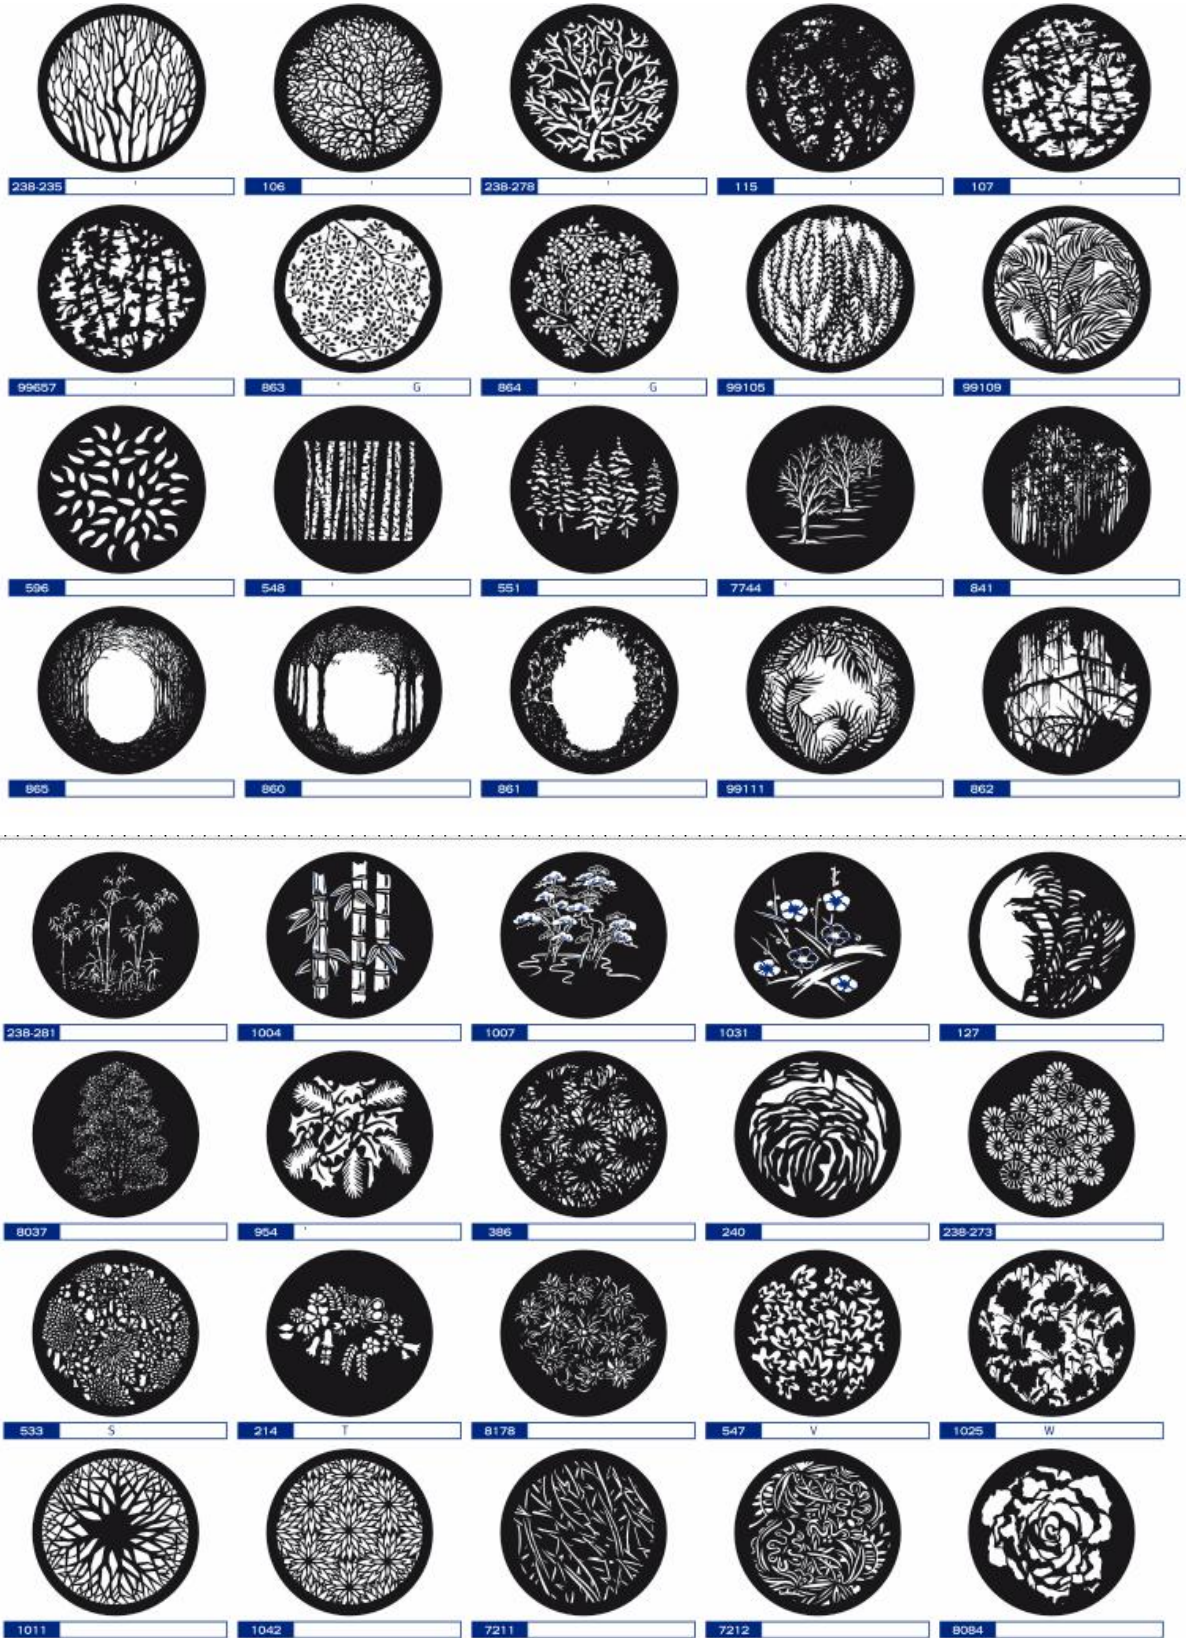 238-235 ' 106 ' 238-278 ' 115 ' 107 '
99657 ' 863 ' G 864 ' G 99105 99109
596 548 ' 551 7744 ' 841
865 860 861 99111 862
238-281 1004 1007 1031 127
8037 954 ' 386 240 238-273
533 S 214 T 8178 547 V 1025 W
1011 1042 7211 7212 8084